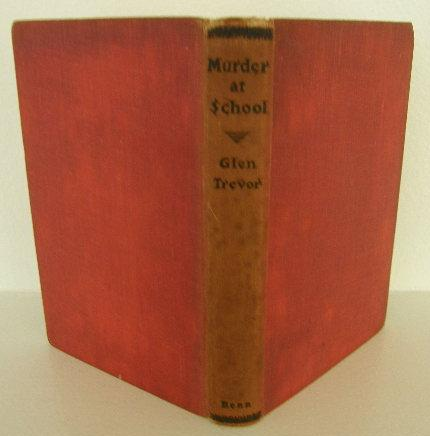 Murder
at
School
Glen
Trevor
Benn